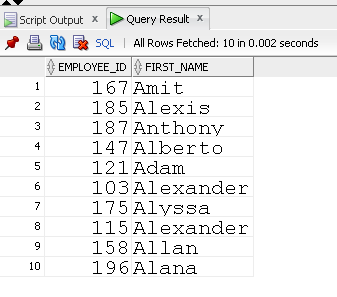 Script Output x Query Result x
SQL | All Rows Fetched: 10 in 0.002 seconds
EMPLOYEE_ID FIRST_NAME
1 167 Amit
2 185 Alexis
3 187 Anthony
4 147 Alberto
5 121 Adam
6 103 Alexander
7 175 Alyssa
8 115 Alexander
9 158 Allan
10 196 Alana